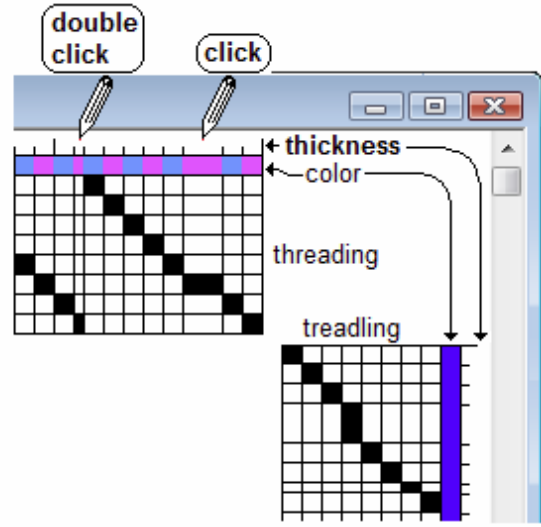 double
click
click
thickness
color
threading
treadling